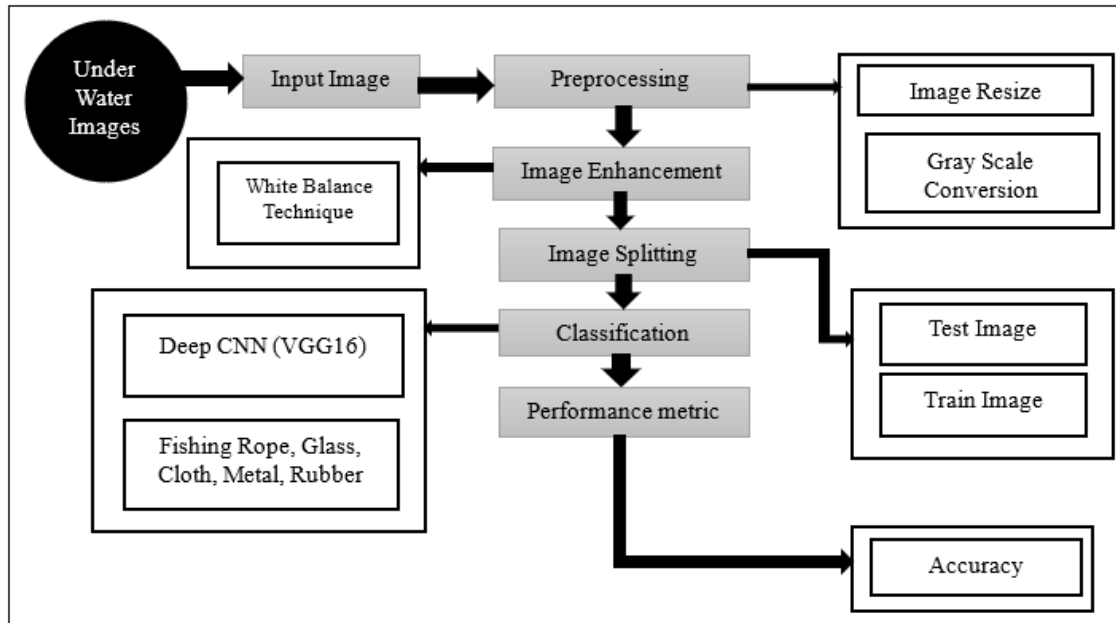 Under
Water
Images
Input Image
Preprocessing
Image Resize
Gray Scale
Conversion
Image Enhancement
White Balance
Technique
Image Splitting
Test Image
Train Image
Classification
Deep CNN (VGG16)
Fishing Rope, Glass,
Cloth, Metal, Rubber
Performance metric
Accuracy